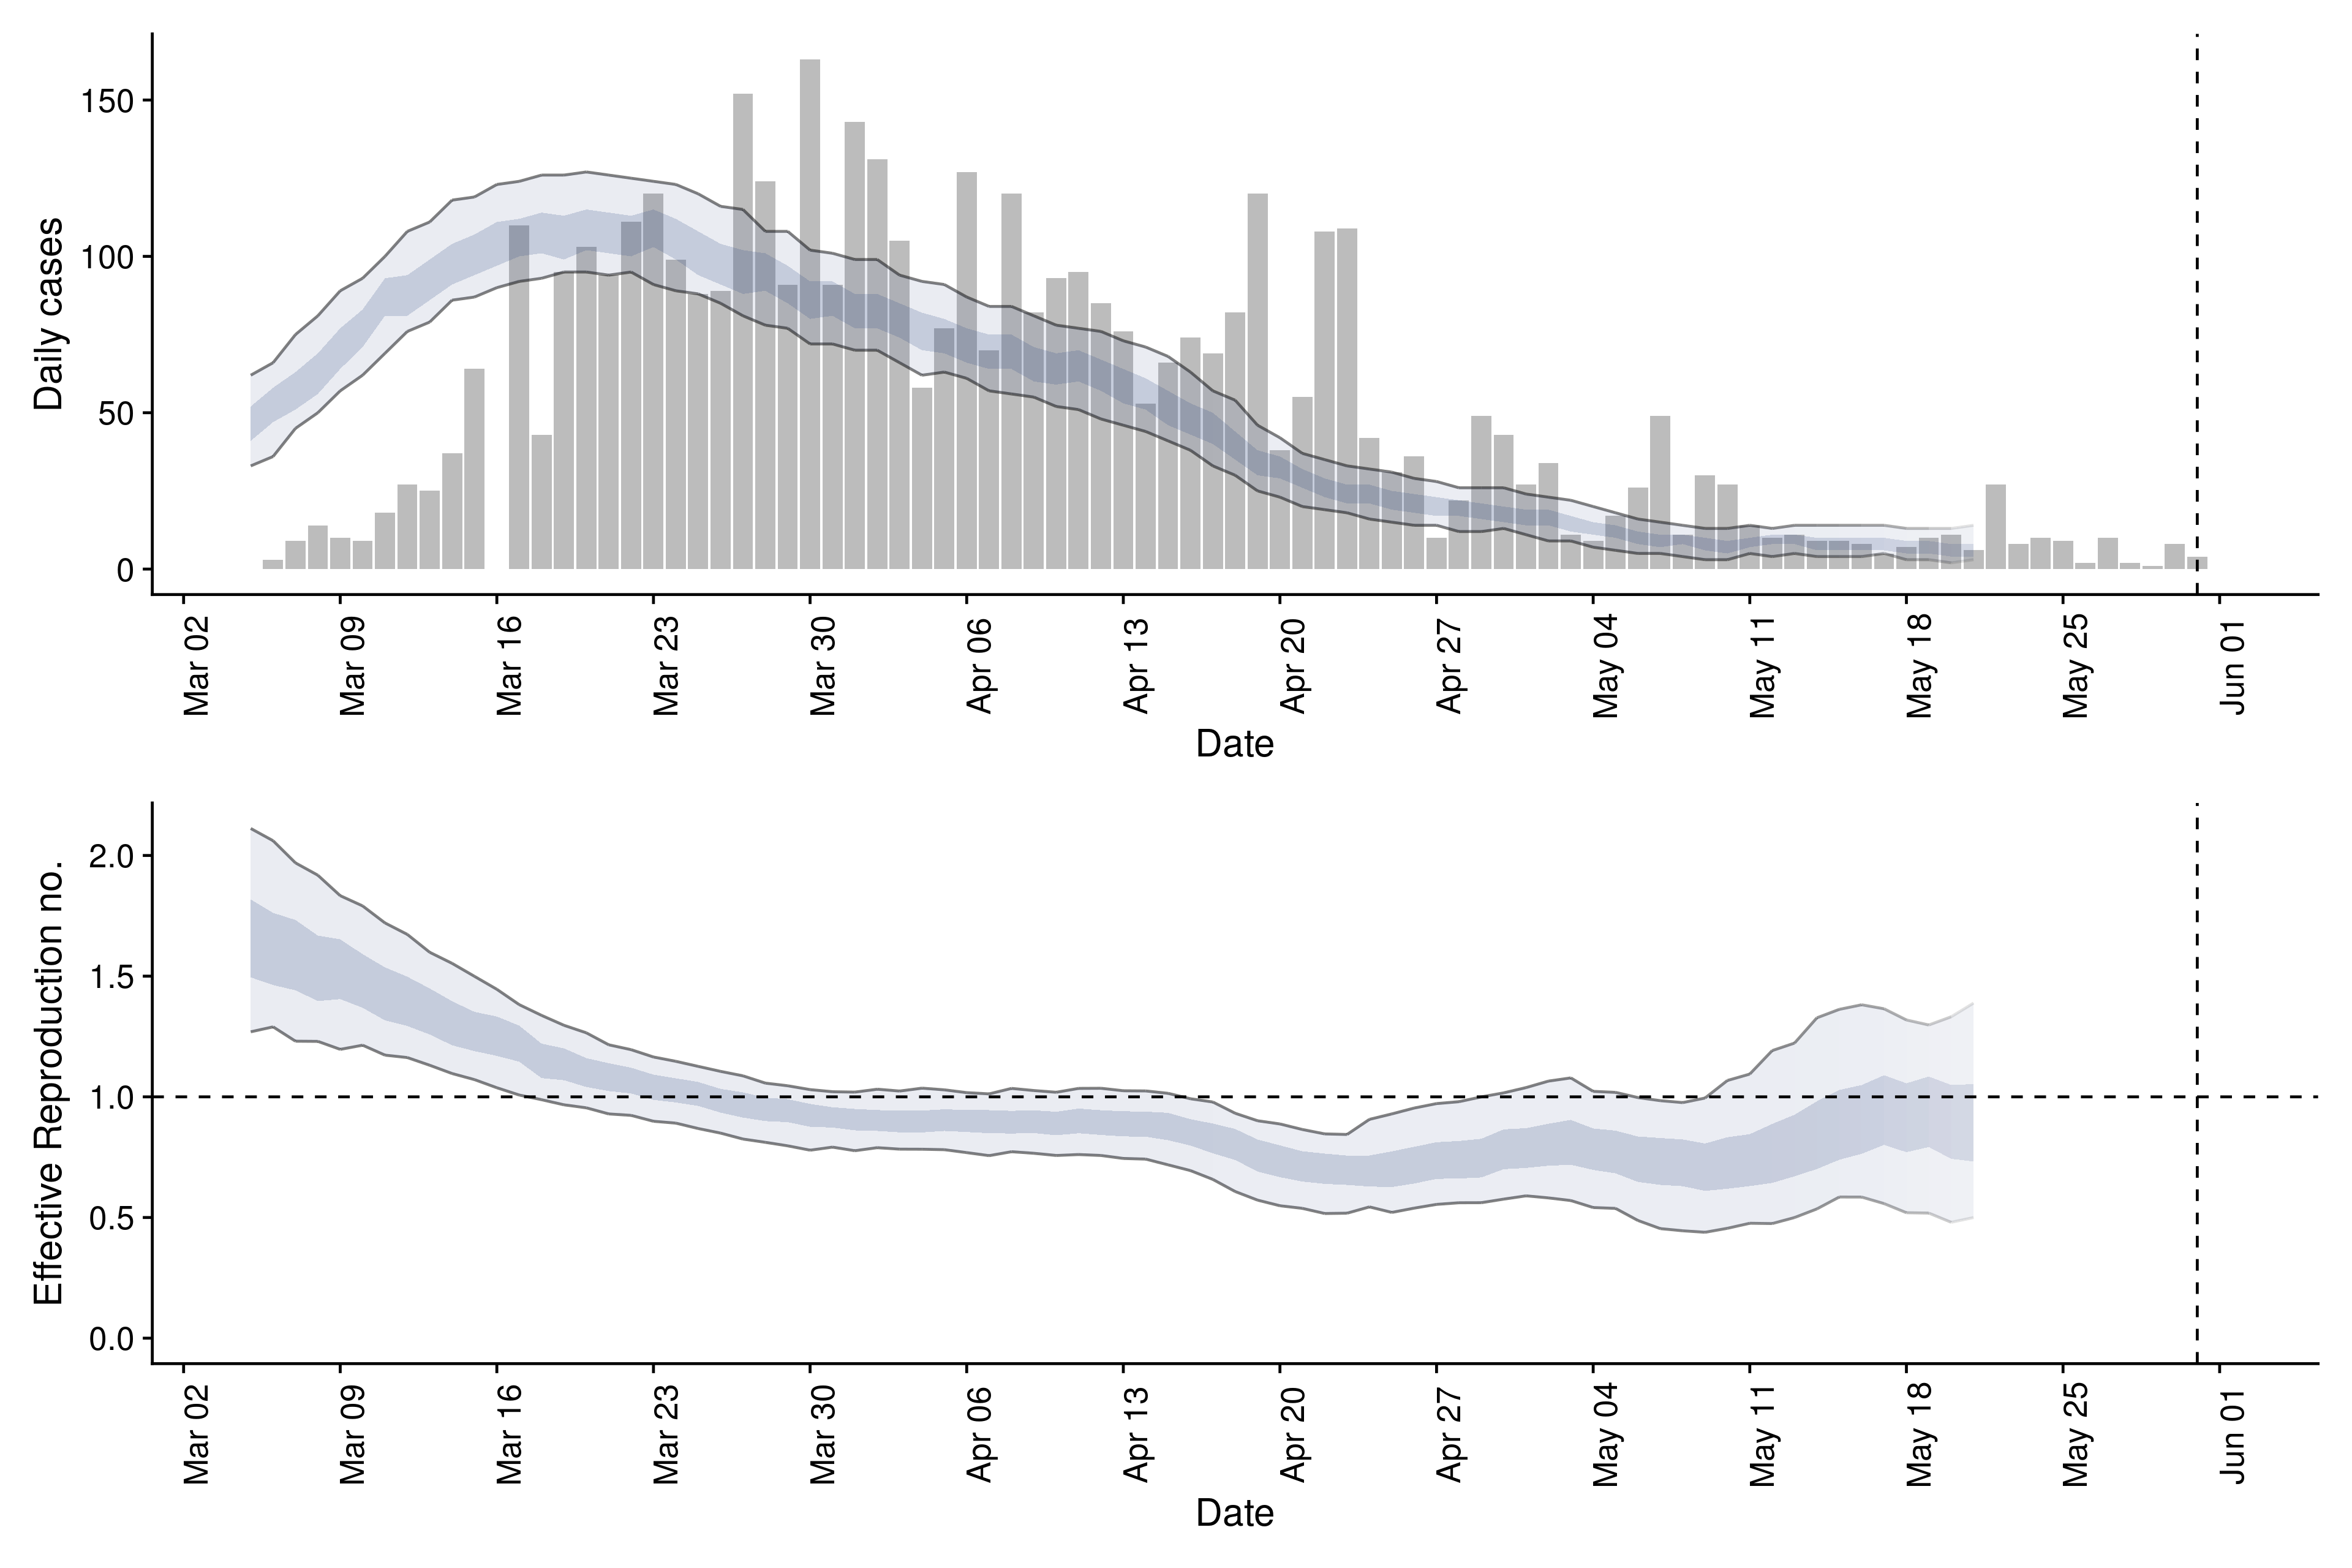 Daily cases
150
100
50
0
Mar 02
Mar 09
Mar 16
Mar 23
Mar 30
Apr 06
Apr 13
Apr 20
Apr 27
May 04
May 11
May 18
May 25
Jun 01
Date
Effective Reproduction no.
2.0
1.5
1.0
0.5
0.0
Mar 02
Mar 09
Mar 16
Mar 23
Mar 30
Apr 06
Apr 13
Apr 20
Apr 27
May 04
May 11
May 18
May 25
Jun 01
Date